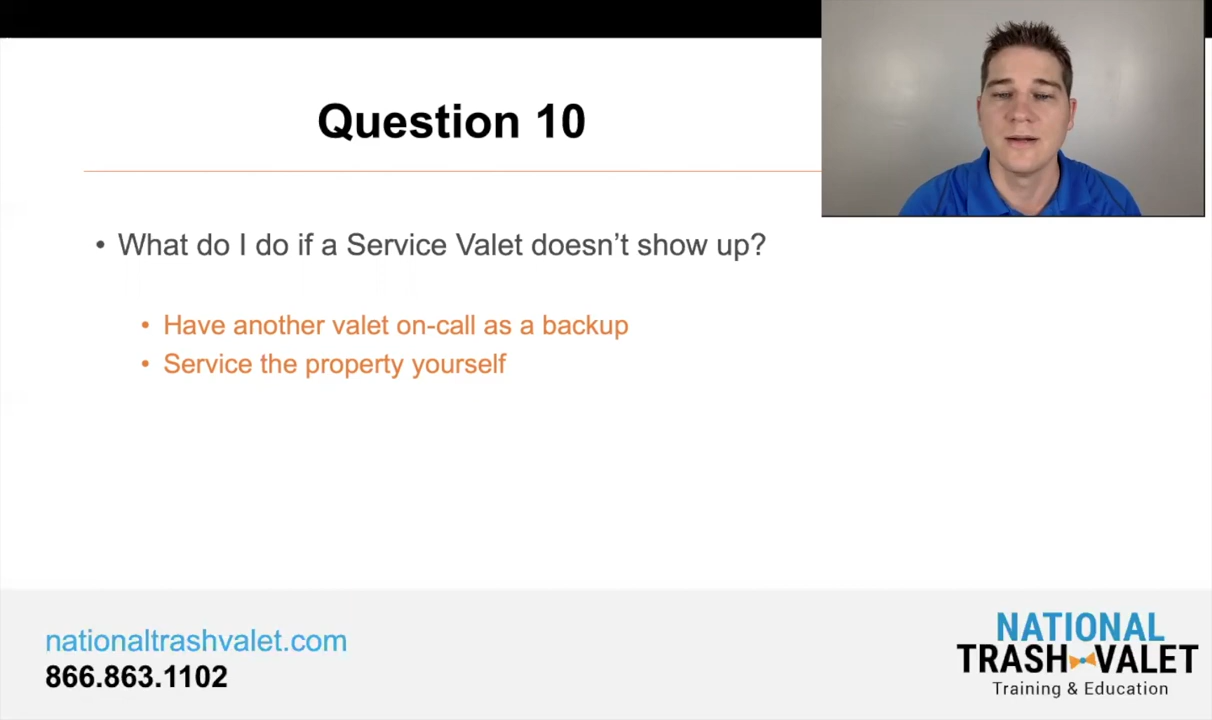 Question 10
• What do I do if a Service Valet doesn’t show up?
• Have another valet on-call as a backup
• Service the property yourself
nationaltrashvalet.com
866.863.1102
NATIONAL
TRASH VALET
Training & Education